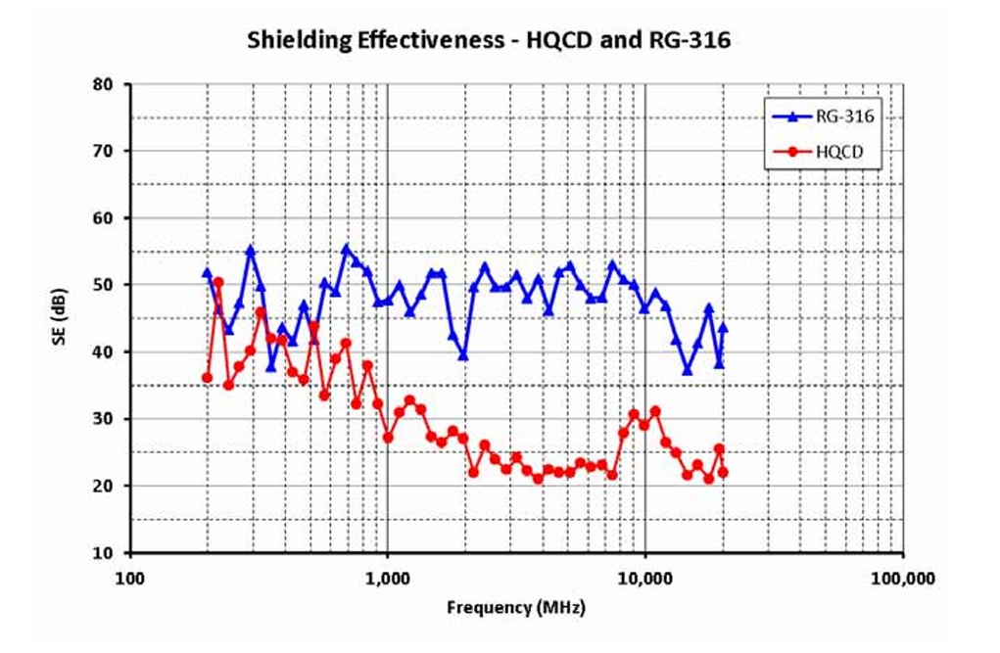 Shielding Effectiveness - HQCD and RG-316
80
70
60
50
40
30
20
10
SE (dB)
RG-316
HQCD
100
1,000
10,000
100,000
Frequency (MHz)